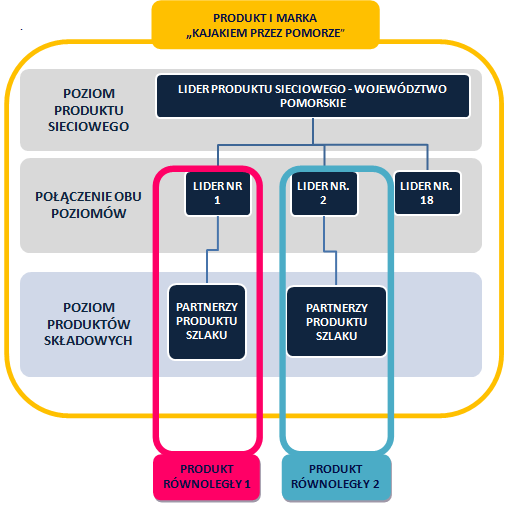 PRODUKT I MARKA
„KAJAKIEM PRZEZ POMORZE”
.
POZIOM
PRODUKTU
SIECIOWEGO
LIDER PRODUKTU SIECIOWEGO - WOJEWÓDZTWO
POMORSKIE
POŁĄCZENIE OBU
POZIOMÓW
LIDER NR
1
LIDER NR.
2
LIDER NR.
18
POZIOM
PRODUKTÓW
SKŁADOWYCH
PARTNERZY
PRODUKTU
SZLAKU
PARTNERZY
PRODUKTU
SZLAKU
PRODUKT
RÓWNOLEGŁY 1
PRODUKT
RÓWNOLEGŁY 2